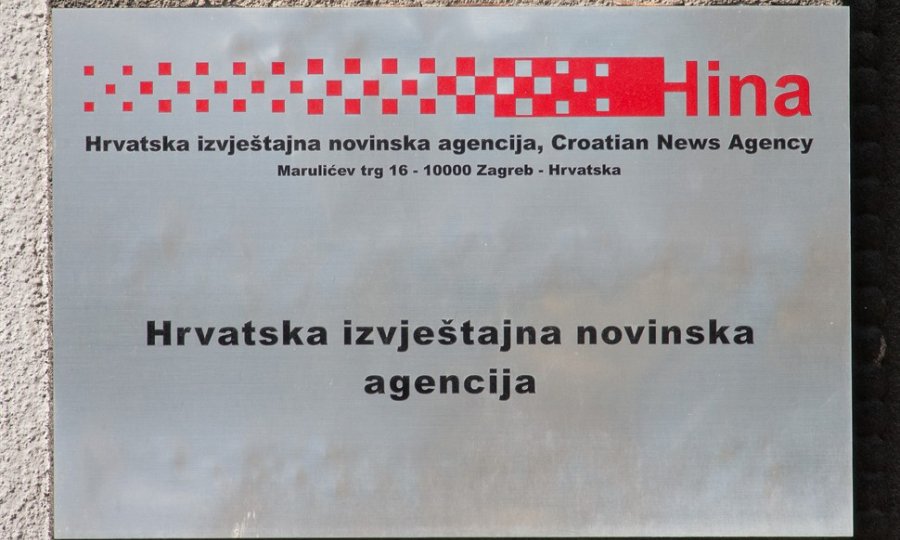 Hina
Hrvatska izvještajna novinska agencija, Croatian News Agency
Marulićev trg 16 - 10000 Zagreb - Hrvatska
Hrvatska izvještajna novinska
agencija